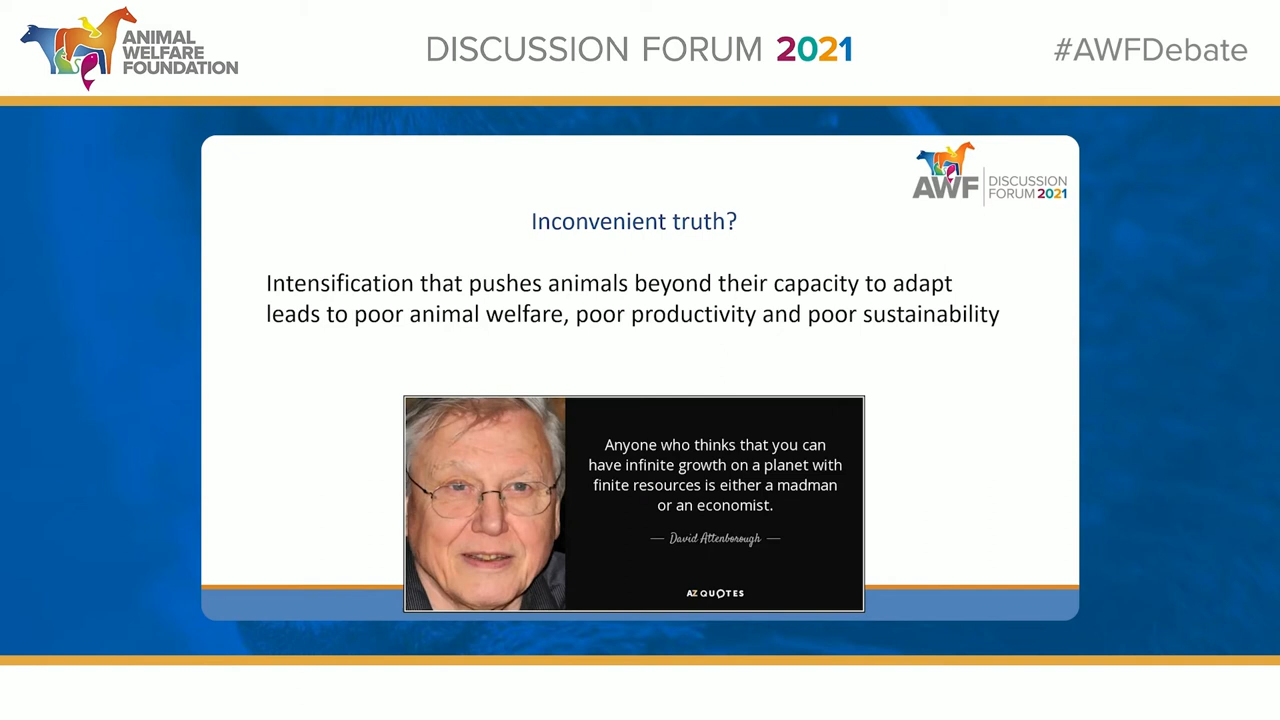 ANIMAL
WELFARE
FOUNDATION
DISCUSSION FORUM 2021
#AWFDebate
AWF
DISCUSSION
FORUM 2021
Inconvenient truth?
Intensification that pushes animals beyond their capacity to adapt
leads to poor animal welfare, poor productivity and poor sustainability
Anyone who thinks that you can
have infinite growth on a planet with
finite resources is either a madman
or an economist.
— David Attenborough —
AZ QUOTES